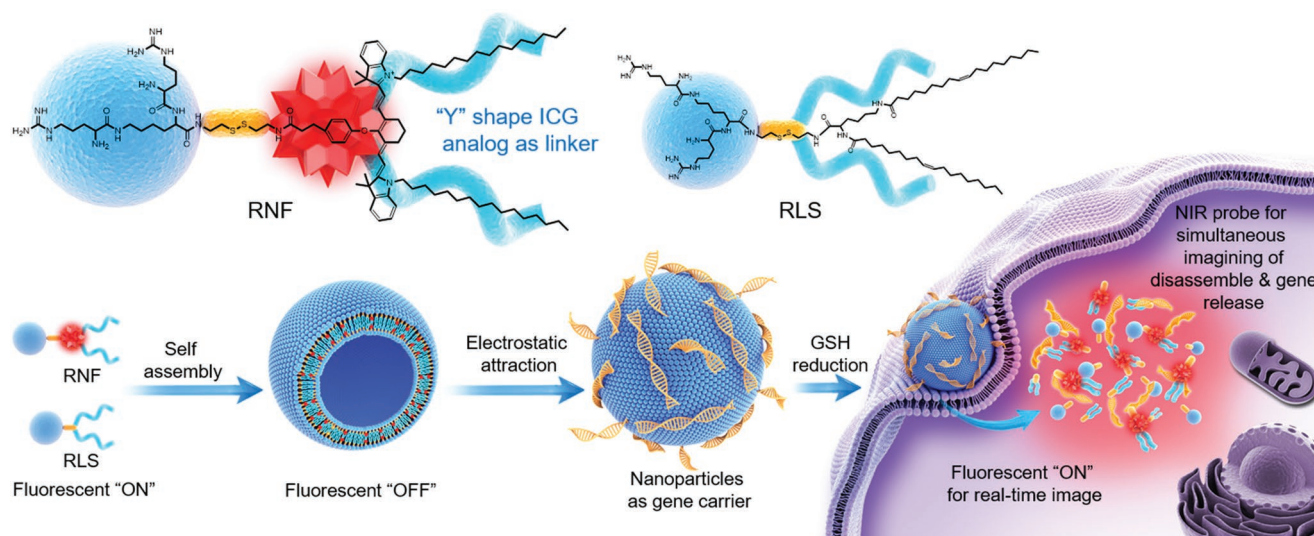 RNF
"Y" shape ICG
analog as linker
RLS
NIR probe for
simultaneous
imagining of
disassemble & gene
release
RNF
RLS
Fluorescent "ON"
Self
assembly
Fluorescent "OFF"
Electrostatic
attraction
Nanoparticles
as gene carrier
GSH
reduction
Fluorescent "ON"
for real-time image